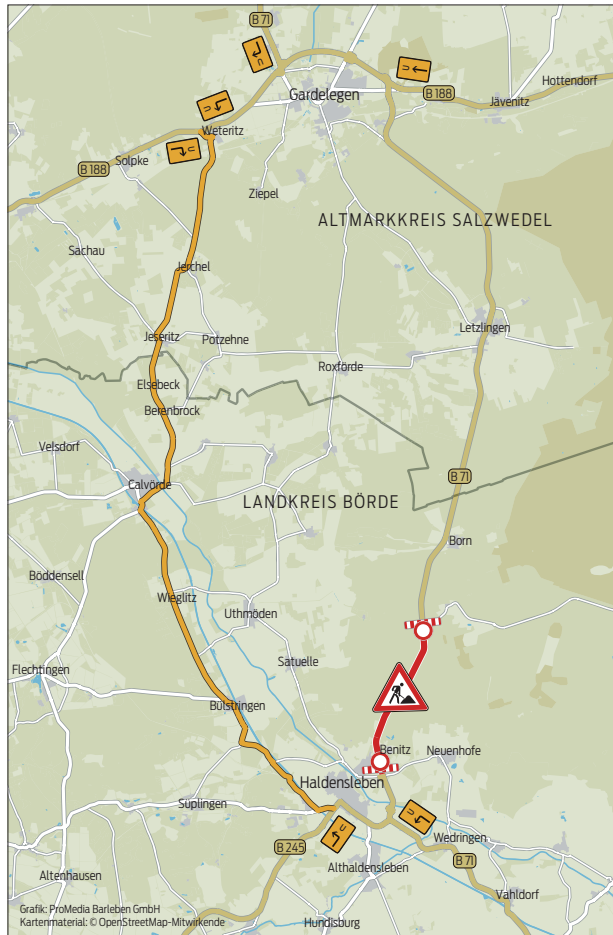 B 71
U
Gardelegen
U
Hottendorf
B 188
Jävenitz
U
Weteritz
U
Solpke
B 188
Ziepel
ALTMARKKREIS SALZWEDEL
Sachau
Jerchel
Letzlingen
Jeseritz
Potzehne
Roxförde
Elsebeck
Berenbrock
Velsdorf
B 71
Calvörde
LANDKREIS BÖRDE
Born
Böddensell
Wieglitz
Uthmöden
Satuelle
Flechtingen
Bülstringen
Benitz
Neuenhofe
Haldensleben
Süplingen
U
U
Wedringen
B 245
B 71
Althaldensleben
Altenhausen
Vahldorf
Grafik: ProMedia Barleben GmbH
Kartenmaterial: © OpenStreetMap-Mitwirkende
Hundisburg